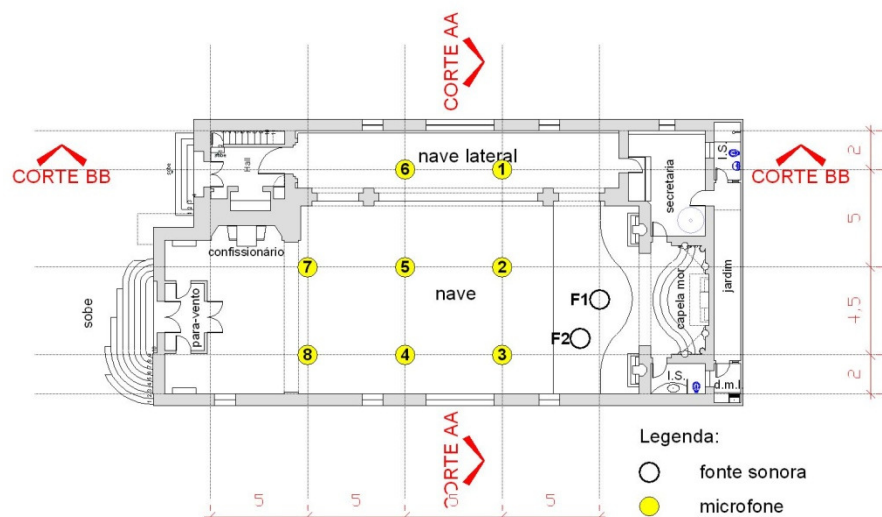 CORTE AA
CORTE BB
CORTE BB
nave lateral
Hall
6
1
secretaria
I.S.
2
5
confissionário
7
5
2
nave
F1
F2
capela mor
jardim
4,5
sobe
para-vento
8
4
3
I.S.
d.m.l.
2
CORTE AA
5
5
5
5
Legenda:
fonte sonora
microfone